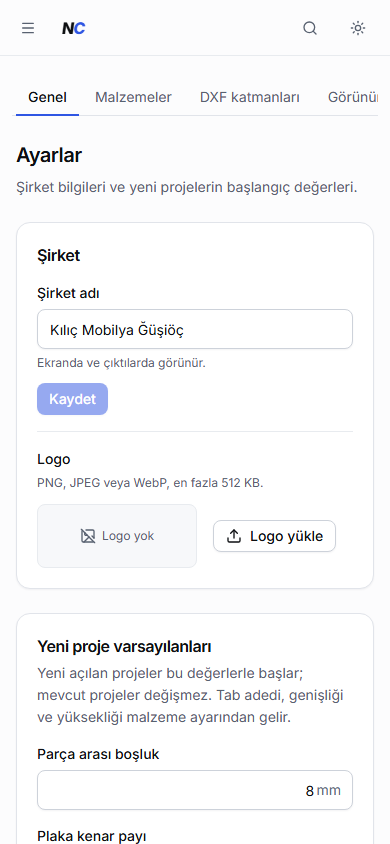 NC
Genel Malzemeler DXF katmanları Görünü
Ayarlar
Şirket bilgileri ve yeni projelerin başlangıç değerleri.
Şirket
Şirket adı
Kılıç Mobilya Ğüşiöç
Ekranda ve çıktılarda görünür.
Kaydet
Logo
PNG, JPEG veya WebP, en fazla 512 KB.
Logo yok
Logo yükle
Yeni proje varsayılanları
Yeni açılan projeler bu değerlerle başlar;
mevcut projeler değişmez. Tab adedi, genişliği
ve yüksekliği malzeme ayarından gelir.
Parça arası boşluk
8 mm
Plaka kenar payı